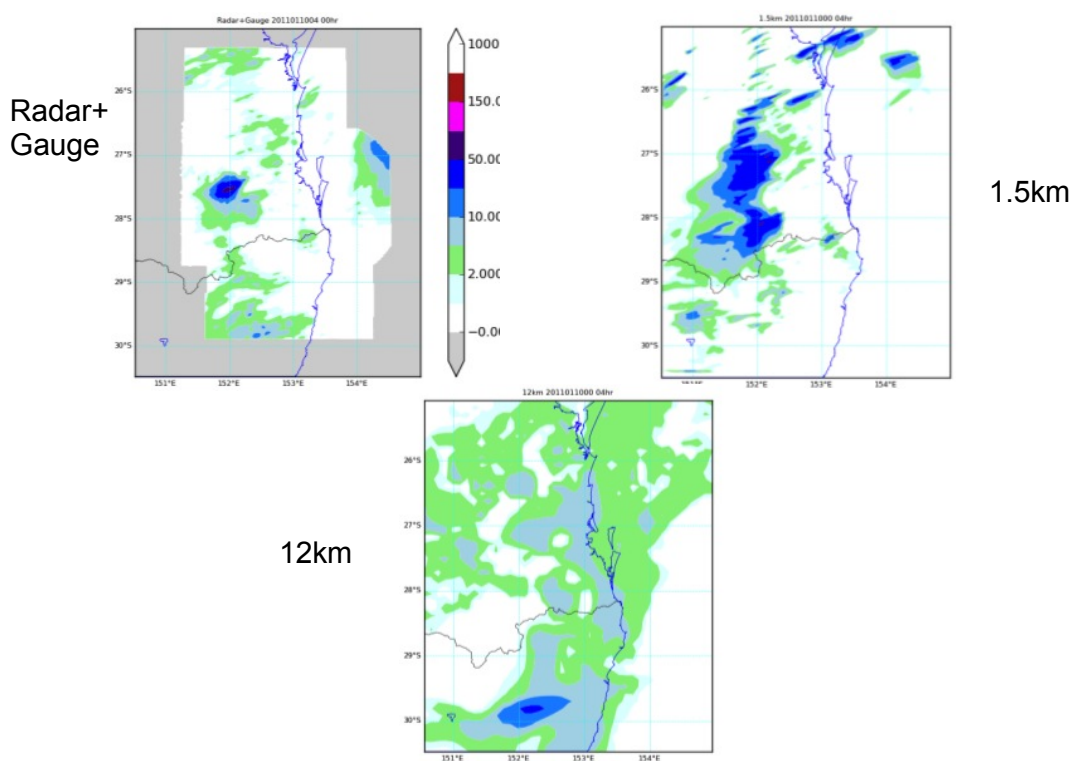 Radar+Gauge 2011011004 00hr
1.5km 2011011000 04hr
Radar+
Gauge
26°S
27°S
28°S
29°S
30°S
151°E
152°E
153°E
154°E
1000
150.0
50.00
10.00
2.000
−0.00
26°S
27°S
28°S
29°S
30°S
152°E
153°E
154°E
1.5km
12km 2011011000 04hr
12km
26°S
27°S
28°S
29°S
30°S
151°E
152°E
153°E
154°E